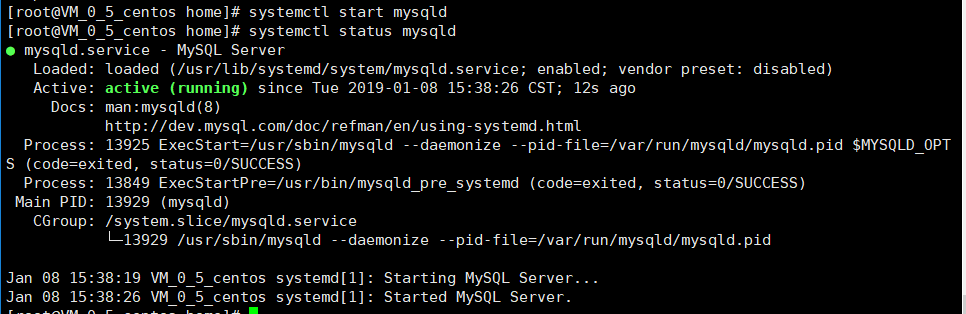 [root@VM_0_5_centos home]# systemctl start mysqld
[root@VM_0_5_centos home]# systemctl status mysqld
● mysqld.service - MySQL Server
   Loaded: loaded (/usr/lib/systemd/system/mysqld.service; enabled; vendor preset: disabled)
   Active: active (running) since Tue 2019-01-08 15:38:26 CST; 12s ago
     Docs: man:mysqld(8)
           http://dev.mysql.com/doc/refman/en/using-systemd.html
  Process: 13925 ExecStart=/usr/sbin/mysqld --daemonize --pid-file=/var/run/mysqld/mysqld.pid $MYSQLD_OPT
S (code=exited, status=0/SUCCESS)
  Process: 13849 ExecStartPre=/usr/bin/mysqld_pre_systemd (code=exited, status=0/SUCCESS)
 Main PID: 13929 (mysqld)
   CGroup: /system.slice/mysqld.service
           └─13929 /usr/sbin/mysqld --daemonize --pid-file=/var/run/mysqld/mysqld.pid

Jan 08 15:38:19 VM_0_5_centos systemd[1]: Starting MySQL Server...
Jan 08 15:38:26 VM_0_5_centos systemd[1]: Started MySQL Server.
[root@VM_0_5_centos home]#